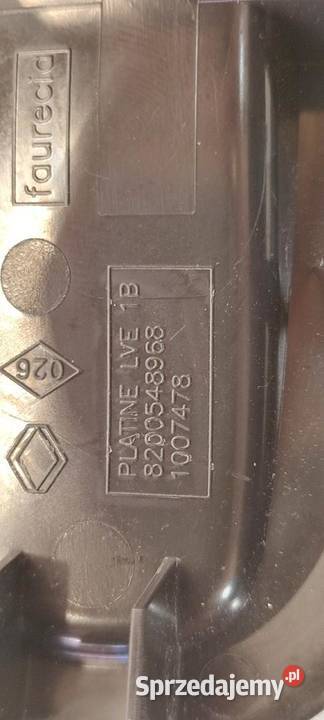 faurecia
PLATINE LVE 1B
8200548968
1007478
026
Sprzedajemy.pl